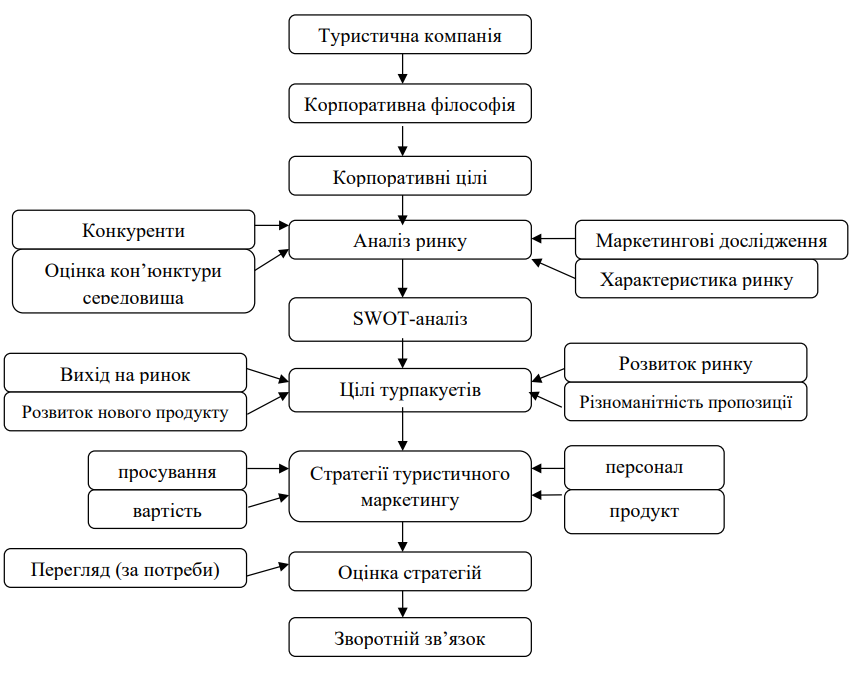 Туристична компанія
Корпоративна філософія
Корпоративні цілі
Конкуренти
Оцінка кон’юнктури
середовиша
Аналіз ринку
Маркетингові дослідження
Характеристика ринку
SWOT-аналіз
Вихід на ринок
Розвиток нового продукту
Цілі турпакуетів
Розвиток ринку
Різноманітність пропозиції
просування
вартість
Стратегії туристичного
маркетингу
персонал
продукт
Перегляд (за потреби)
Оцінка стратегій
Зворотній зв’язок